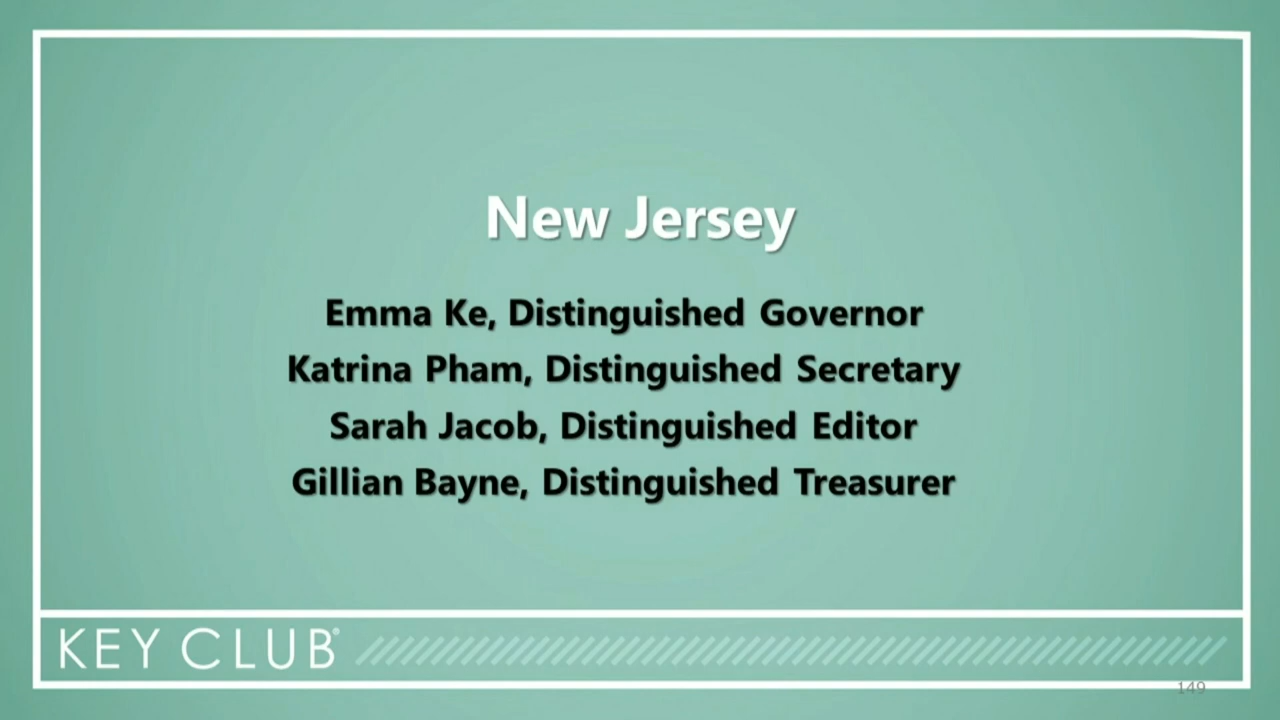 New Jersey
Emma Ke, Distinguished Governor
Katrina Pham, Distinguished Secretary
Sarah Jacob, Distinguished Editor
Gillian Bayne, Distinguished Treasurer
KEY CLUB®
149